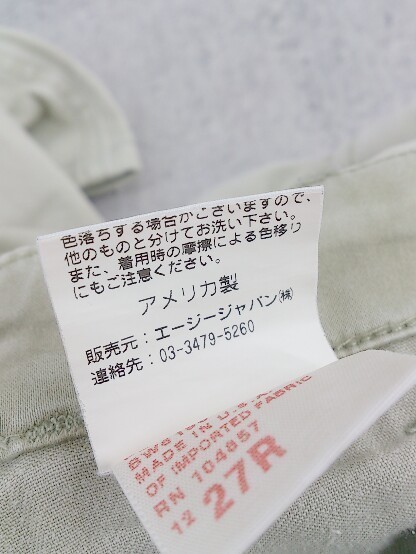 色落ちする場合がございますので、
他のものと分けてお洗い下さい。
また、着用時の摩擦による色移り
にもご注意ください。
アメリカ製
販売元：エージージャパン㈱
連絡先：03-3479-5260
MADE IN U.S.A.
OF IMPORTED FABRIC
RN 104857
12 27R